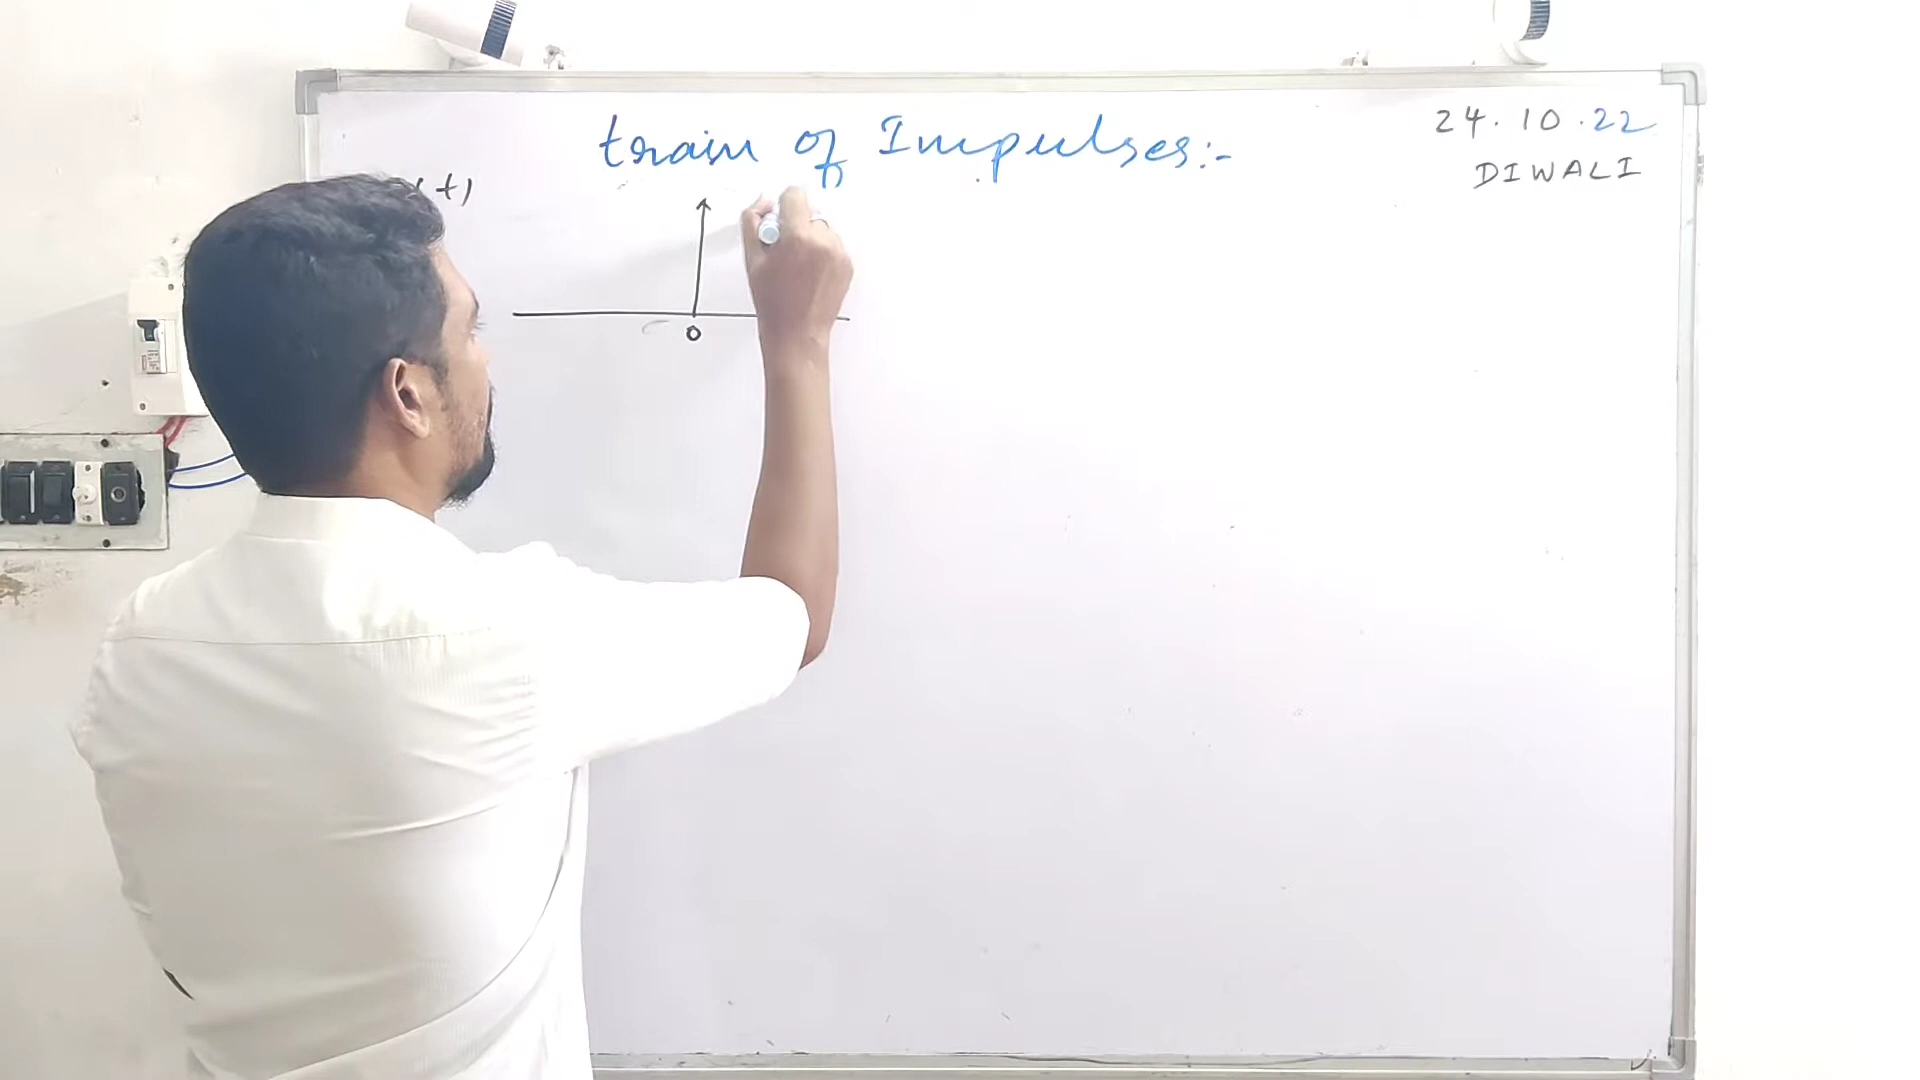 train of Impulses:-
24.10.22
DIWALI
0